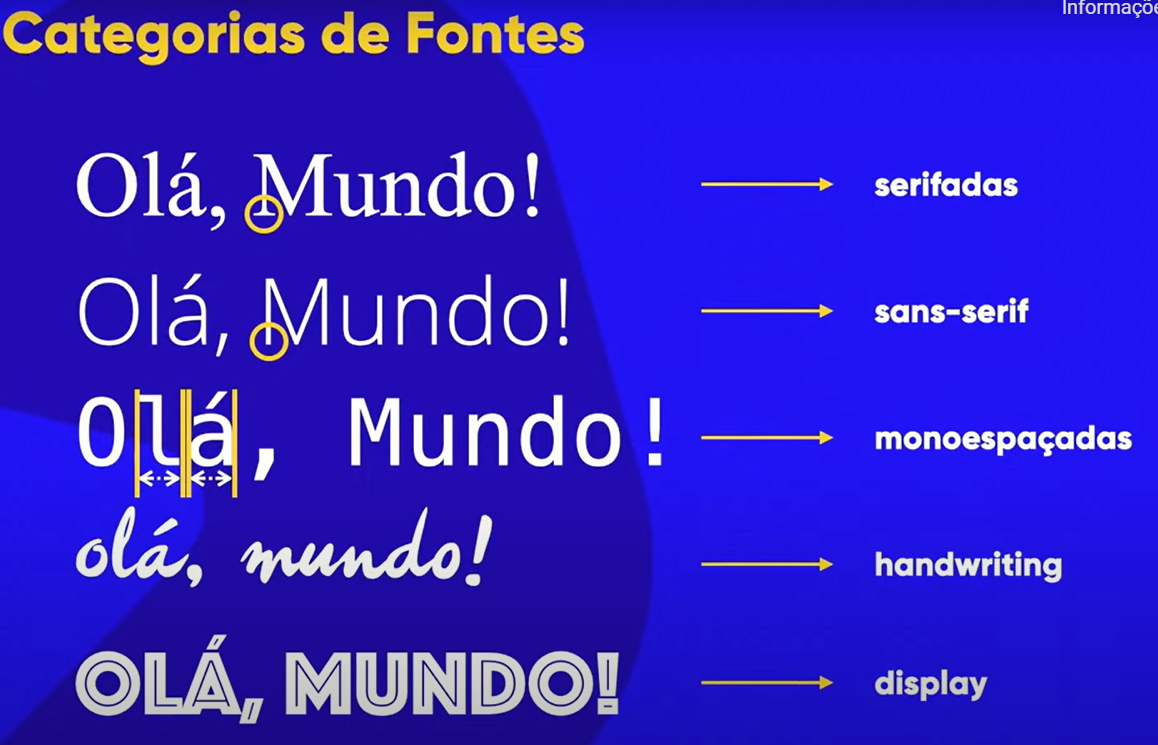 Categorias de Fontes
Olá, Mundo! serifadas
Olá, Mundo! sans-serif
Olá, Mundo! monoespaçadas
olá, mundo! handwriting
OLÁ, MUNDO! display